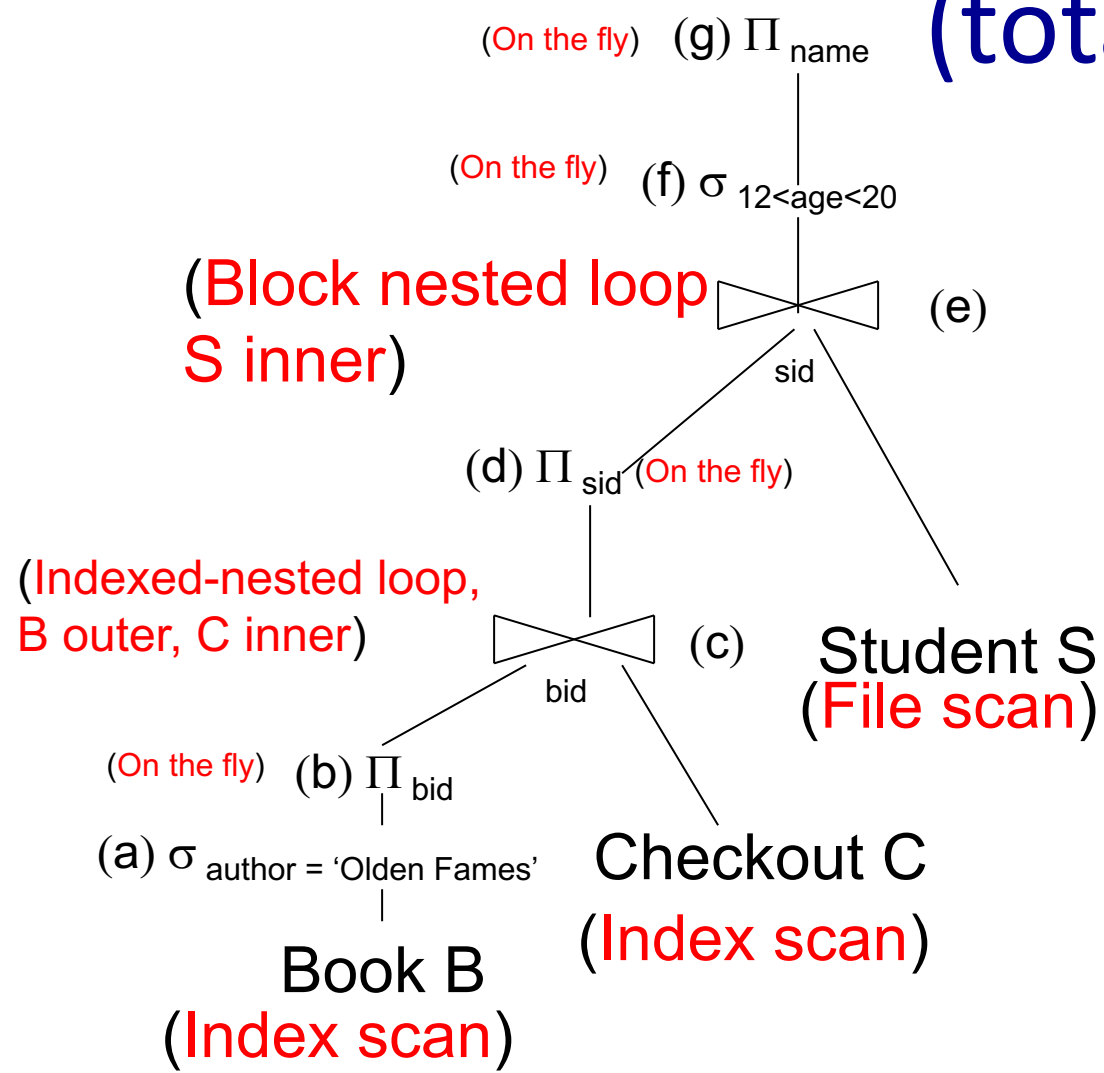 (On the fly) (g) Π name
(On the fly) (f) σ 12<age<20
(Block nested loop
S inner)
(e)
sid
(d) Π sid (On the fly)
(Indexed-nested loop,
B outer, C inner)
(c)
bid
Student S
(File scan)
(On the fly) (b) Π bid
(a) σ author = ‘Olden Fames’
Checkout C
(Index scan)
Book B
(Index scan)